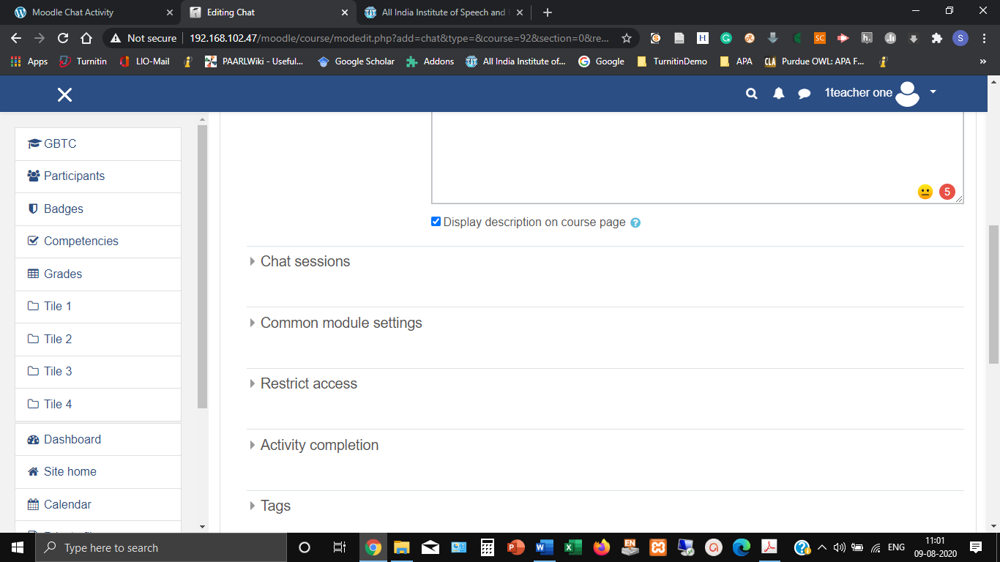 Moodle Chat Activity
Editing Chat
All India Institute of Speech and
Not secure
192.168.102.47/moodle/course/modedit.php?add=chat&type=&course=92&section=0&re...
S
H
SC
h.
S
Apps
Turnitin
LIO-Mail
PAARLWiki - Useful...
Google Scholar
Addons
All India Institute of...
Google
TurnitinDemo
APA
CLA
Purdue OWL: APA F...
»
1teacher one
GBTC
Participants
Badges
Competencies
Grades
Tile 1
Tile 2
Tile 3
Tile 4
Dashboard
Site home
Calendar
5
Display description on course page
Chat sessions
Common module settings
Restrict access
Activity completion
Tags
Type here to search
EN
ENG
11:01
09-08-2020